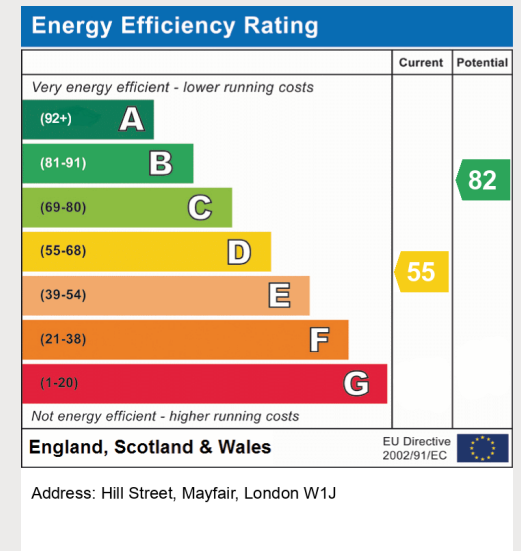 Energy Efficiency Rating
Current Potential
Very energy efficient - lower running costs
(92+) A
(81-91) B
82
(69-80) C
(55-68) D
55
(39-54) E
(21-38) F
(1-20) G
Not energy efficient - higher running costs
England, Scotland & Wales
EU Directive
2002/91/EC
Address: Hill Street, Mayfair, London W1J